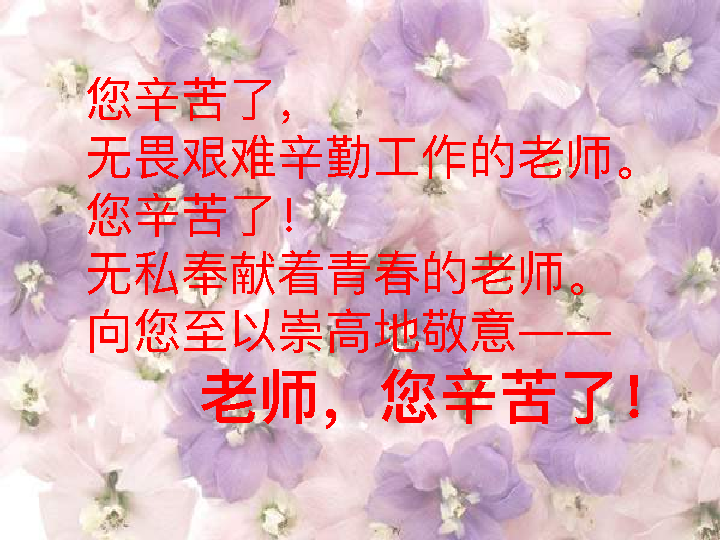 您辛苦了，
无畏艰难辛勤工作的老师。
您辛苦了！
无私奉献着青春的老师。
向您至以崇高地敬意——
老师，您辛苦了！